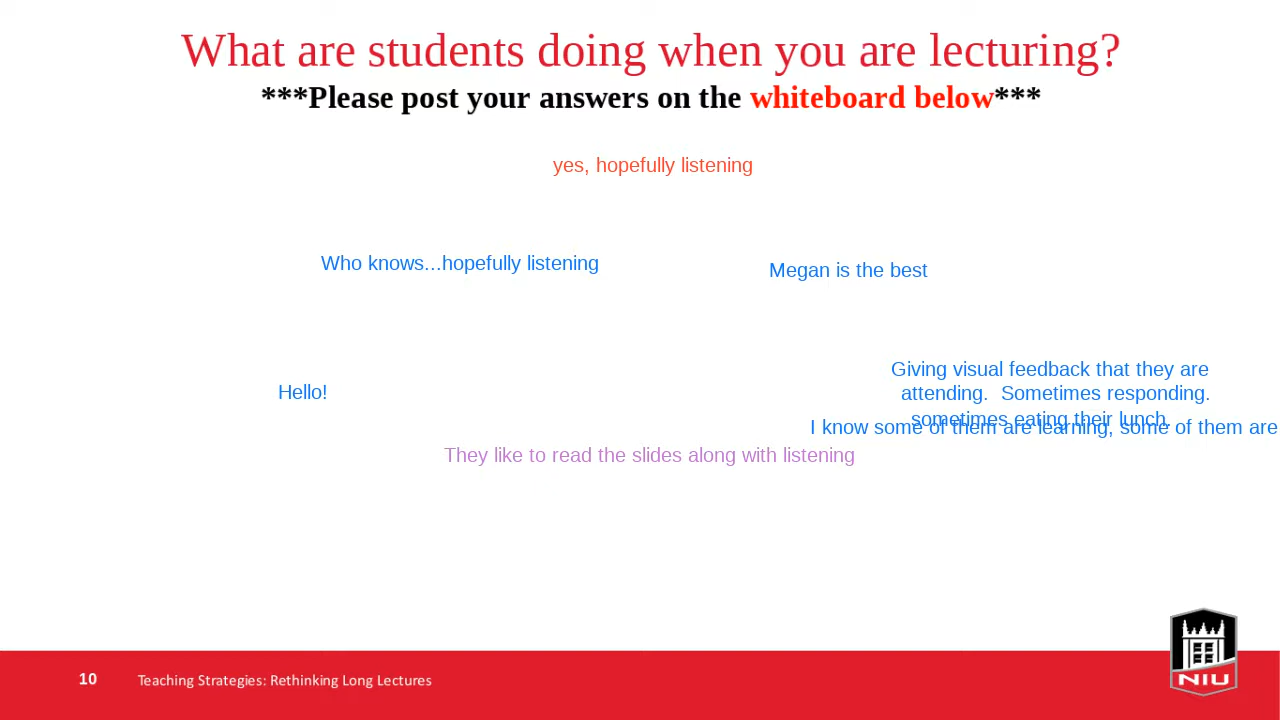 What are students doing when you are lecturing?
***Please post your answers on the whiteboard below***
yes, hopefully listening
Who knows...hopefully listening
Megan is the best
Giving visual feedback that they are
attending.  Sometimes responding.
sometimes eating their lunch.
Hello!
I know some of them are learning, some of them are
They like to read the slides along with listening
10
Teaching Strategies: Rethinking Long Lectures
NIU